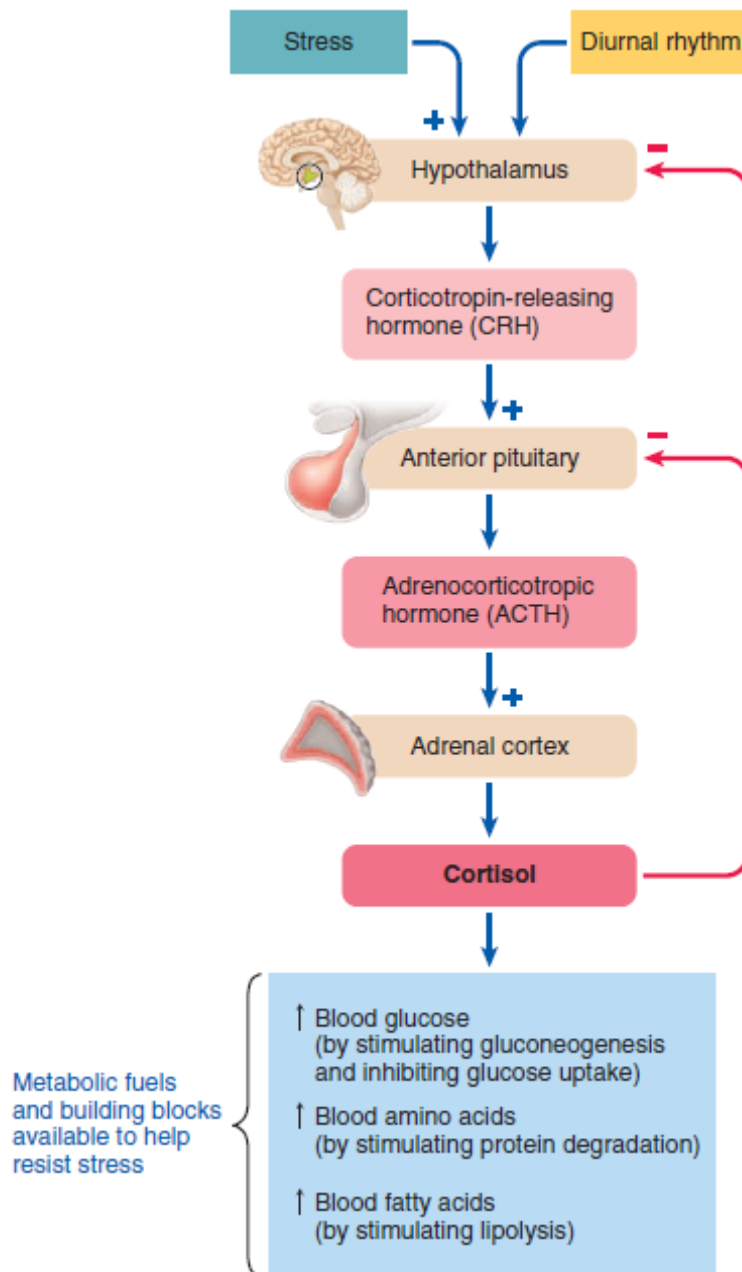 Stress
Diurnal rhythm
+
−
Hypothalamus
Corticotropin-releasing
hormone (CRH)
+
−
Anterior pituitary
Adrenocorticotropic
hormone (ACTH)
+
Adrenal cortex
Cortisol
↑ Blood glucose
(by stimulating gluconeogenesis
and inhibiting glucose uptake)
↑ Blood amino acids
(by stimulating protein degradation)
↑ Blood fatty acids
(by stimulating lipolysis)
Metabolic fuels
and building blocks
available to help
resist stress